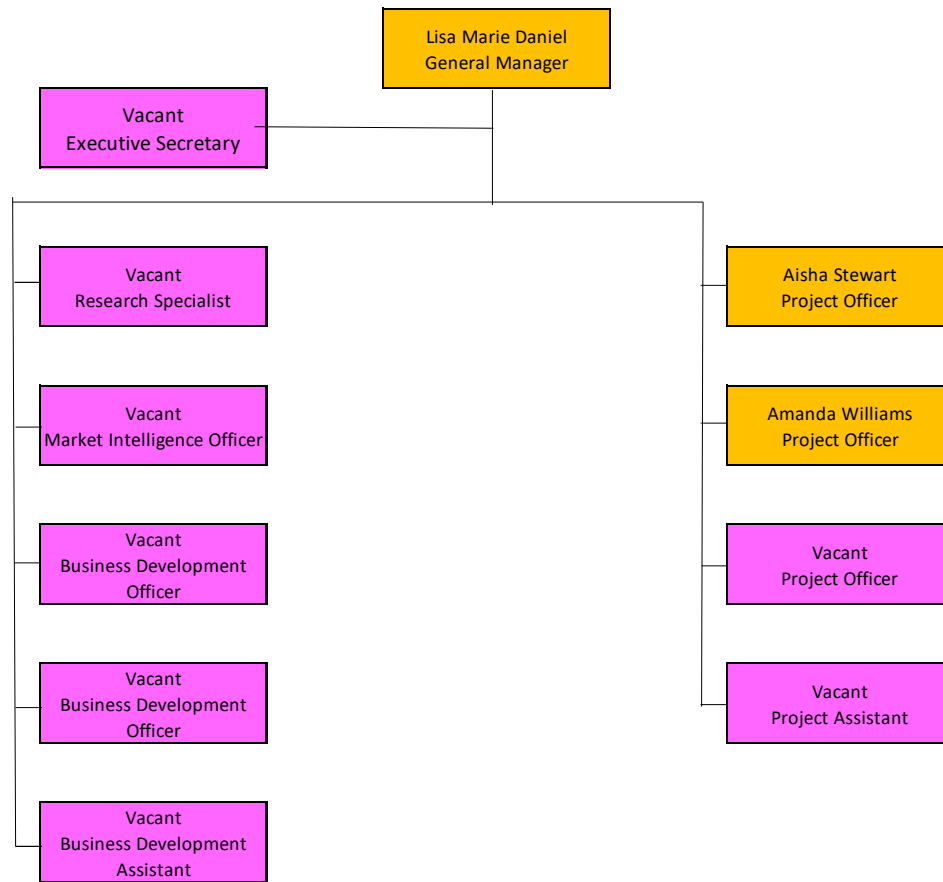 Lisa Marie Daniel
General Manager
Vacant
Executive Secretary
Vacant
Research Specialist
Vacant
Market Intelligence Officer
Vacant
Business Development
Officer
Vacant
Business Development
Officer
Vacant
Business Development
Assistant
Aisha Stewart
Project Officer
Amanda Williams
Project Officer
Vacant
Project Officer
Vacant
Project Assistant